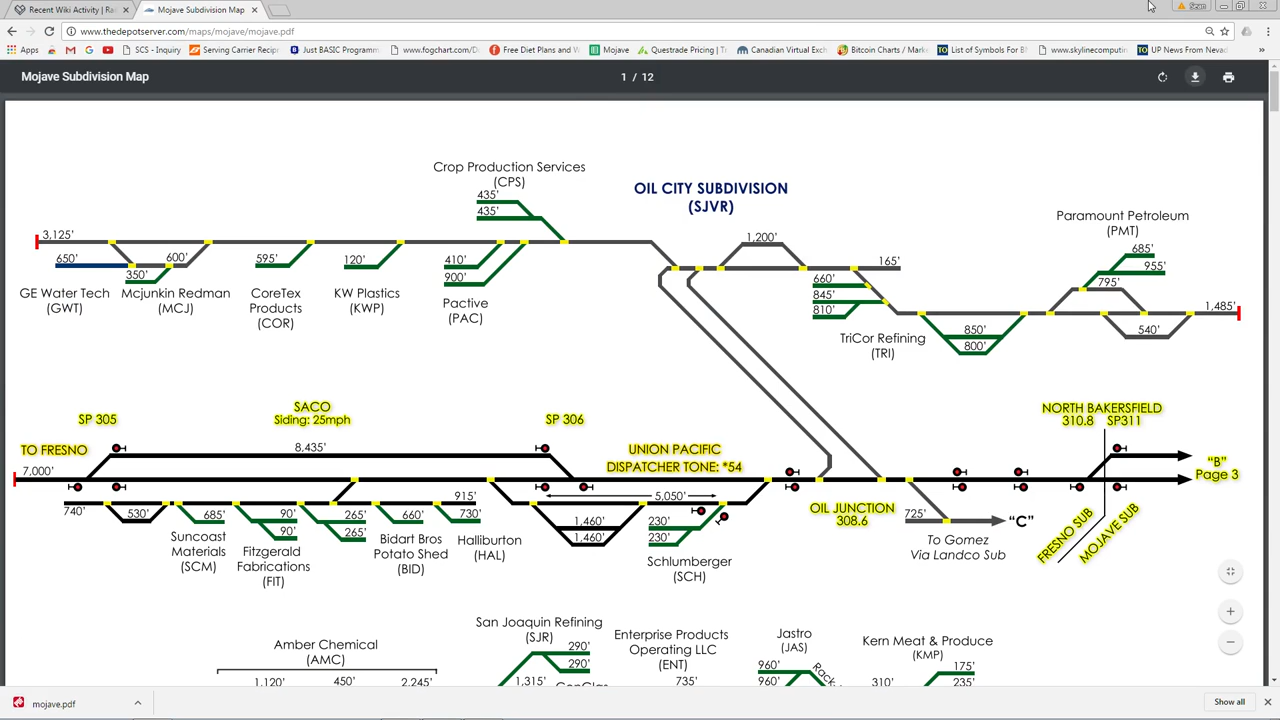 Recent Wiki Activity | Ra
Mojave Subdivision Map
Scan
www.thedepotserver.com/maps/mojave/mojave.pdf
Apps
SCS - Inquiry
Serving Carrier Recip
Just BASIC Programm
www.fogchart.com/D
Free Diet Plans and W
Mojave
Questrade Pricing | T
Canadian Virtual Exch
Bitcoin Charts / Marke
List of Symbols For B
www.skylinecomputin
UP News From Nevad
Mojave Subdivision Map
1 / 12
Crop Production Services
(CPS)
435'
435'
OIL CITY SUBDIVISION
(SJVR)
Paramount Petroleum
(PMT)
3,125'
1,200'
685'
650'
600'
595'
120'
410'
165'
955'
350'
900'
660'
795'
GE Water Tech
(GWT)
Mcjunkin Redman
(MCJ)
CoreTex
Products
(COR)
KW Plastics
(KWP)
Pactive
(PAC)
845'
810'
1,485'
TriCor Refining
(TRI)
850'
800'
540'
SP 305
SACO
Siding: 25mph
SP 306
NORTH BAKERSFIELD
310.8 SP311
TO FRESNO
8,435'
UNION PACIFIC
DISPATCHER TONE: *54
"B"
Page 3
7,000'
740'
530'
685'
90'
90'
265'
265'
660'
915'
730'
5,050'
1,460'
1,460'
230'
230'
OIL JUNCTION
308.6
725'
"C"
To Gomez
Via Landco Sub
FRESNO SUB
MOJAVE SUB
Suncoast
Materials
(SCM)
Fitzgerald
Fabrications
(FIT)
Bidart Bros
Potato Shed
(BID)
Halliburton
(HAL)
Schlumberger
(SCH)
Amber Chemical
(AMC)
San Joaquin Refining
(SJR)
Enterprise Products
Operating LLC
(ENT)
Jastro
(JAS)
Kern Meat & Produce
(KMP)
1,120'
450'
2,245'
290'
290'
1,315'
ConGlas
735'
960'
960'
Rack
310'
175'
235'
mojave.pdf
Show all